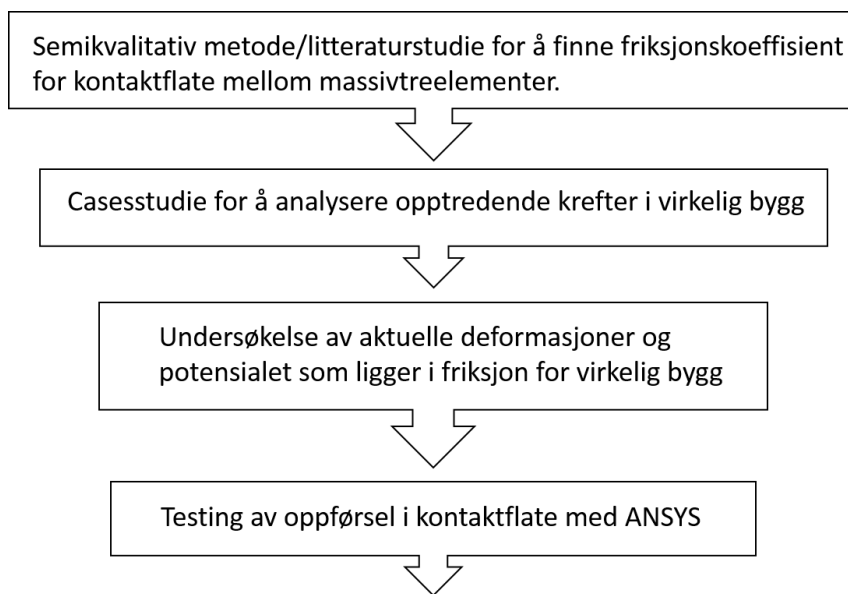 Semikvalitativ metode/litteraturstudie for å finne friksjonskoeffisient
for kontaktflate mellom massivtreelementer.
Casesstudie for å analysere opptredende krefter i virkelig bygg
Undersøkelse av aktuelle deformasjoner og
potensialet som ligger i friksjon for virkelig bygg
Testing av oppførsel i kontaktflate med ANSYS